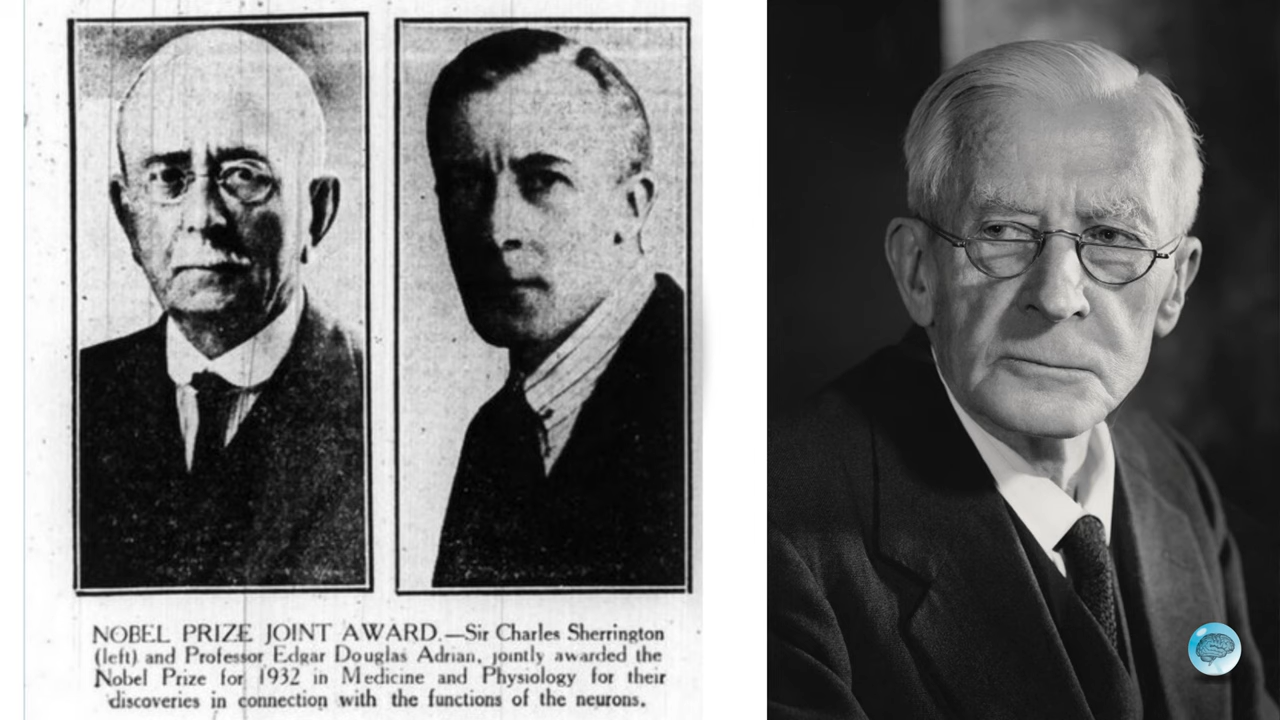 NOBEL PRIZE JOINT AWARD.—Sir Charles Sherrington
(left) and Professor Edgar Douglas Adrian, jointly awarded the
Nobel Prize for 1932 in Medicine and Physiology for their
discoveries in connection with the functions of the neurons.